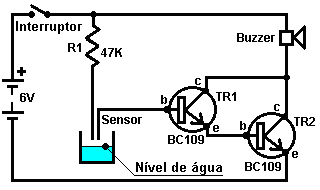 Interruptor
R1
47K
Buzzer
+
6V
Sensor
c
b
TR1
e
BC109
c
b
TR2
e
BC109
Nível de água